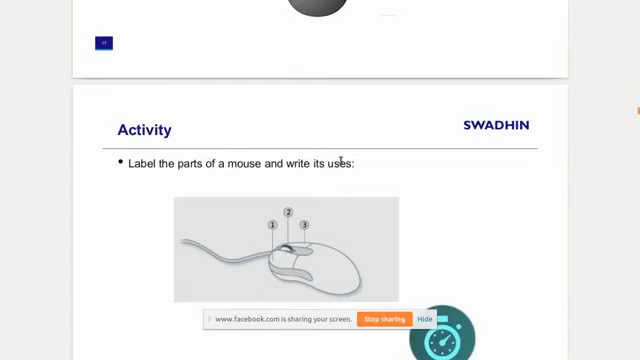 17
Activity
SWADHIN
• Label the parts of a mouse and write its uses:
2
1
3
www.facebook.com is sharing your screen.
Stop sharing
Hide